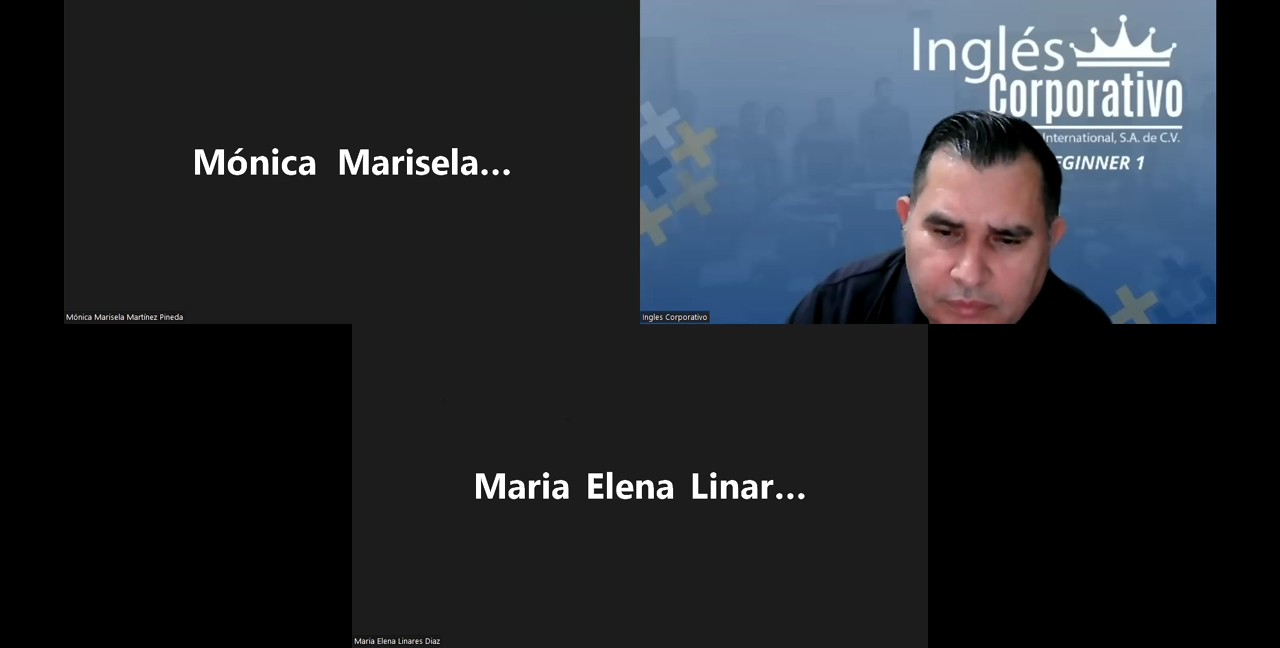 Mónica Marisela...
Mónica Marisela Martínez Pineda
Inglés
Corporativo
International, S.A. de C.V.
EGINNER 1
Ingles Corporativo
Maria Elena Linar...
Maria Elena Linares Diaz